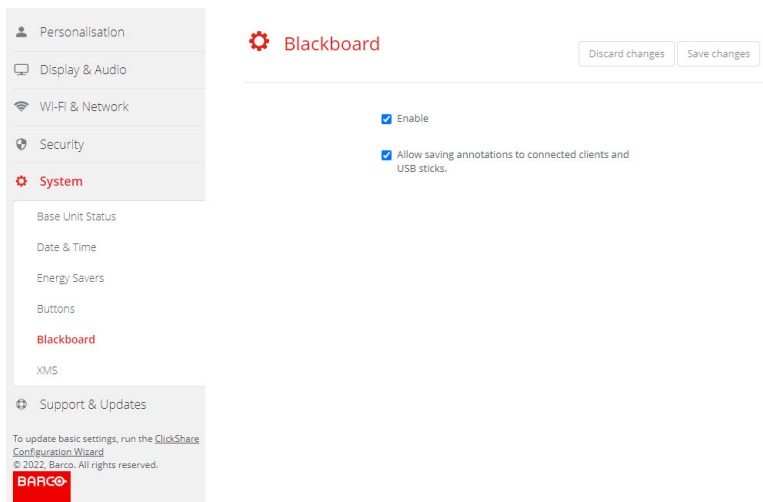 Personalisation
Display & Audio
Wi-Fi & Network
Security
System
Base Unit Status
Date & Time
Energy Savers
Buttons
Blackboard
XMS
Support & Updates
To update basic settings, run the ClickShare
Configuration Wizard
© 2022, Barco. All rights reserved.
BARCO
Blackboard
Discard changes
Save changes
Enable
Allow saving annotations to connected clients and
USB sticks.